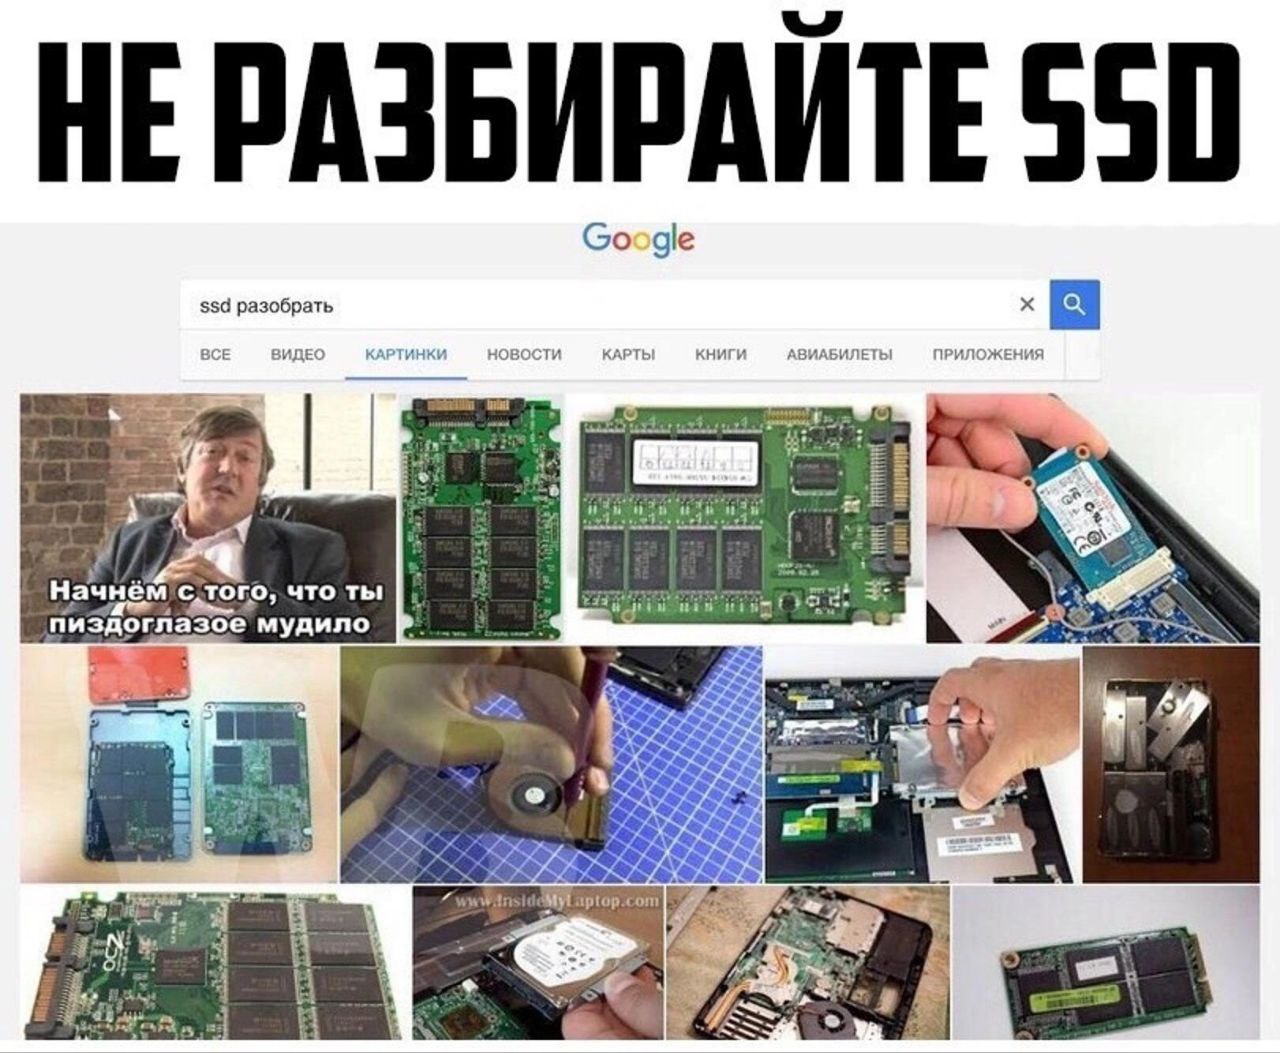 НЕ РАЗБИРАЙТЕ SSD
Google
ssd разобрать
ВСЕ ВИДЕО КАРТИНКИ НОВОСТИ КАРТЫ КНИГИ АВИАБИЛЕТЫ ПРИЛОЖЕНИЯ
Начнём с того, что ты
пиздоглазое мудило
MAIN
OCZ
www.InsideMyLaptop.com